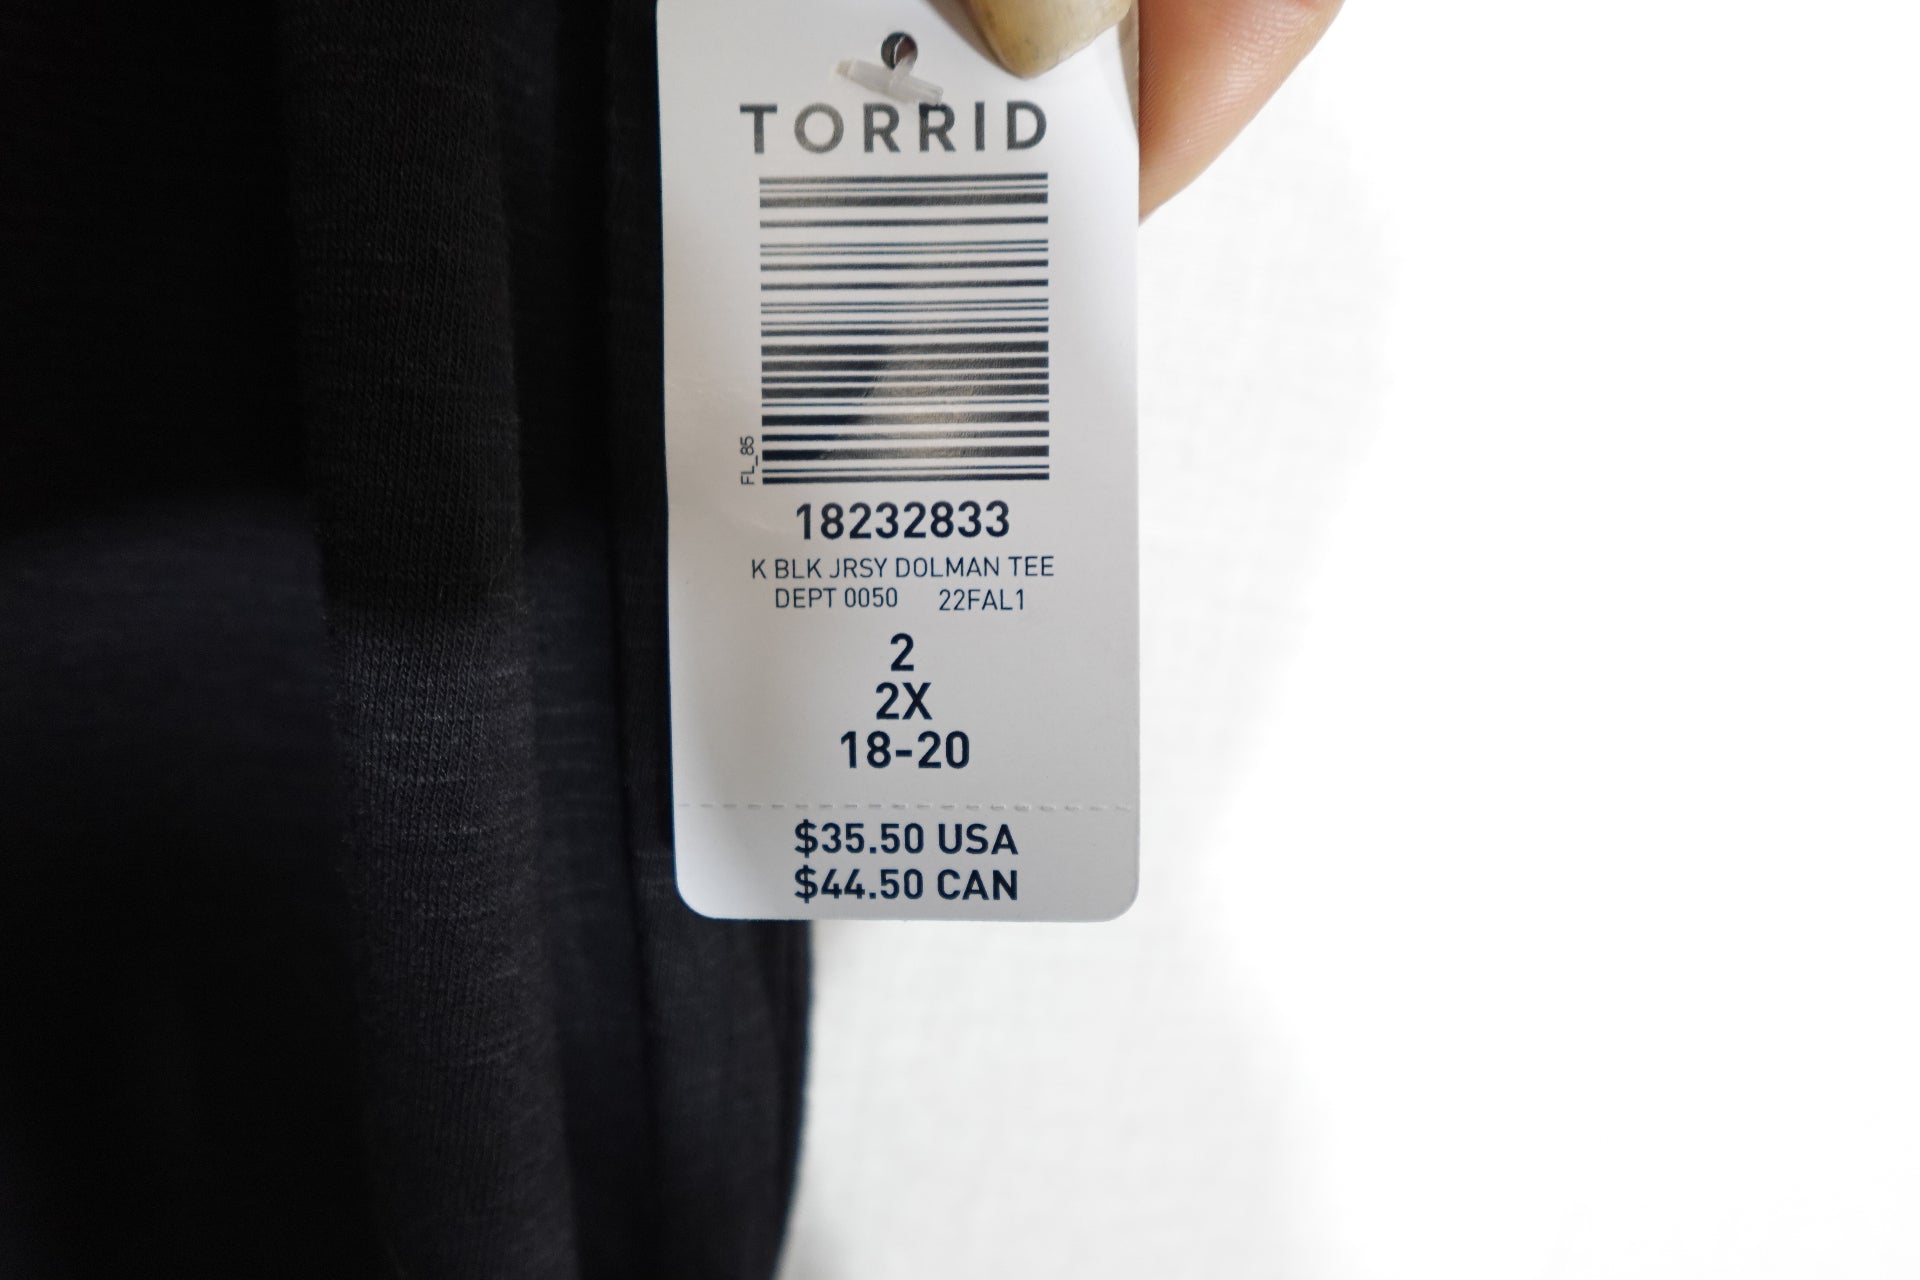 TORRID
FL_85
18232833
K BLK JRSY DOLMAN TEE
DEPT 0050 22FAL1
2
2X
18-20
$35.50 USA
$44.50 CAN